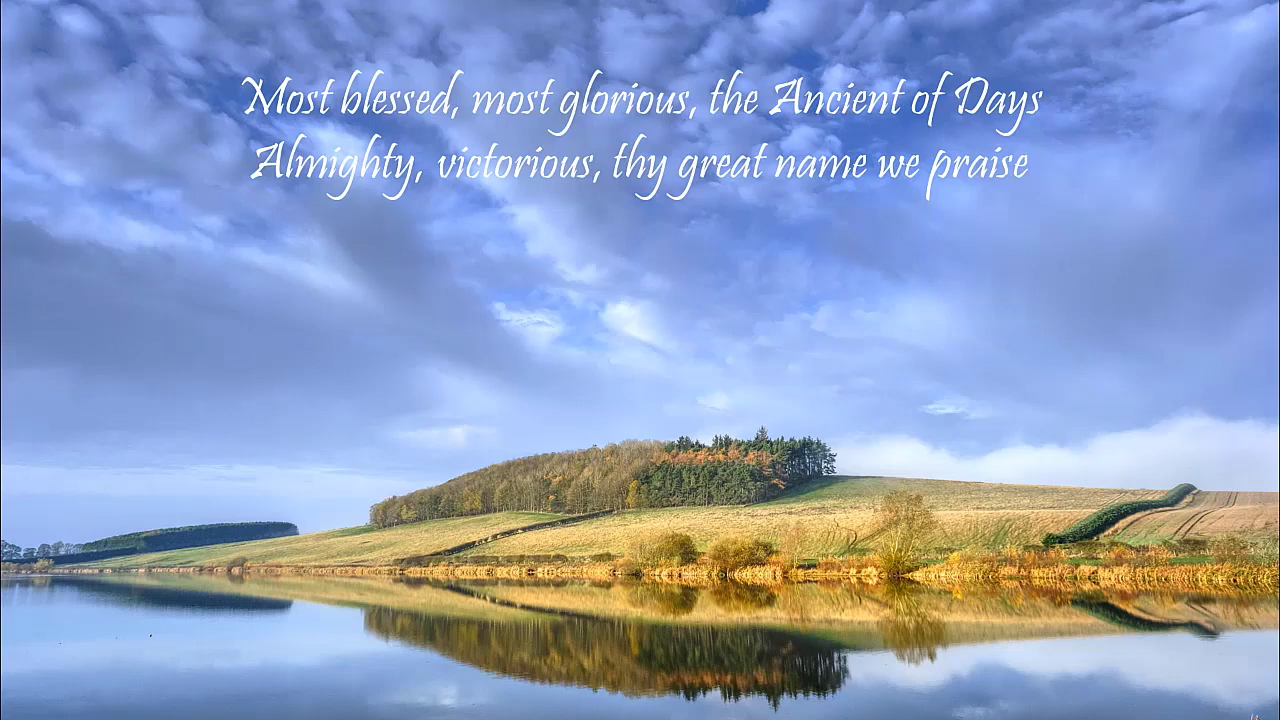 Most blessed, most glorious, the Ancient of Days
Almighty, victorious, thy great name we praise